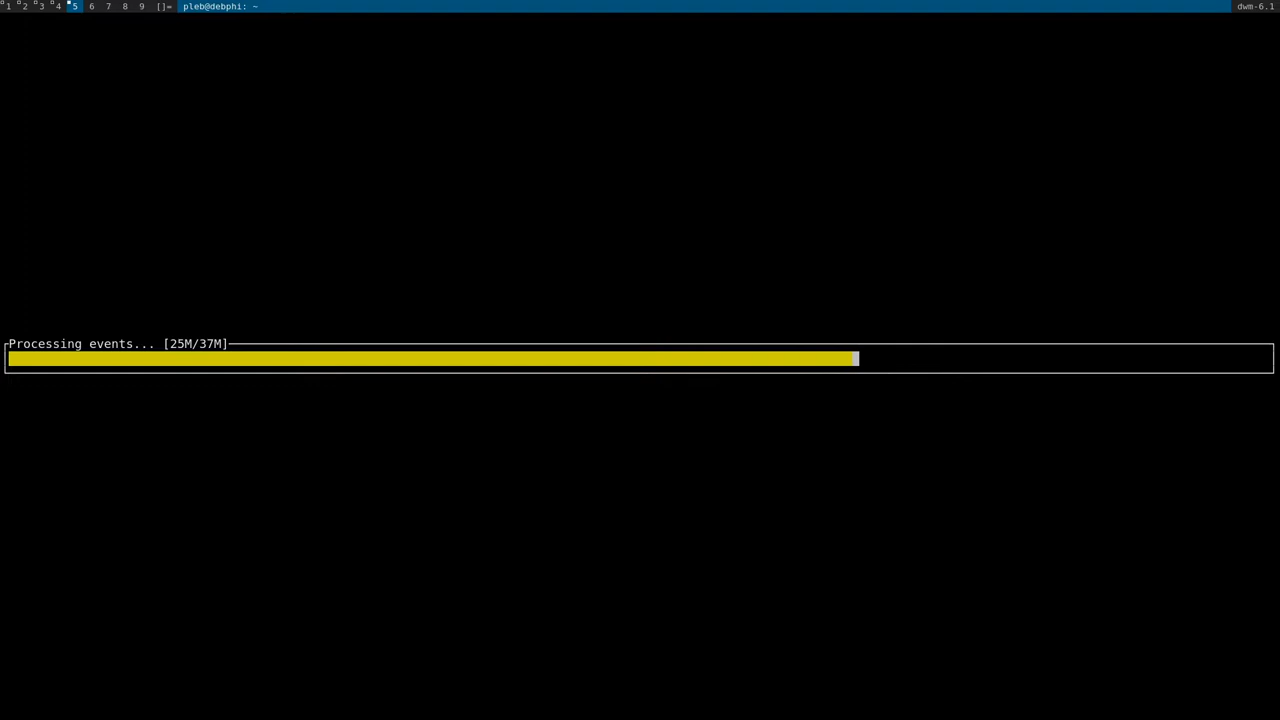 1 2 3 4 5 6 7 8 9 []= pleb@debphi: ~ dwm-6.1
Processing events... [25M/37M]